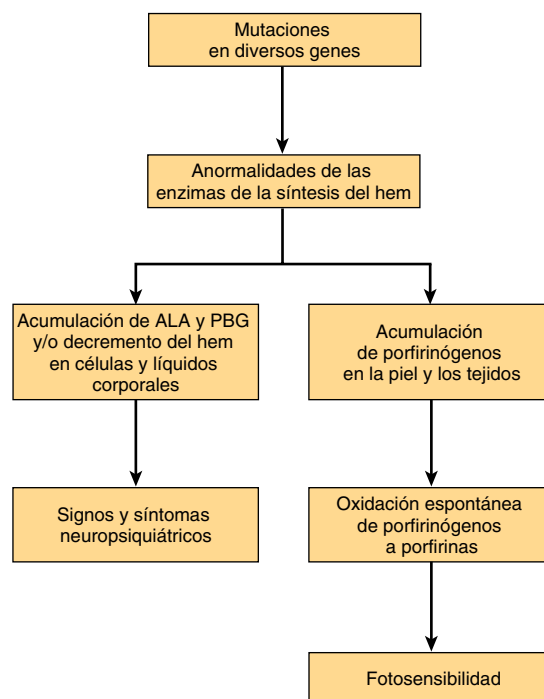 Mutaciones
en diversos genes
Anormalidades de las
enzimas de la síntesis del hem
Acumulación de ALA y PBG
y/o decremento del hem
en células y líquidos
corporales
Acumulación
de porfirinógenos
en la piel y los tejidos
Signos y síntomas
neuropsiquiátricos
Oxidación espontánea
de porfirinógenos
a porfirinas
Fotosensibilidad